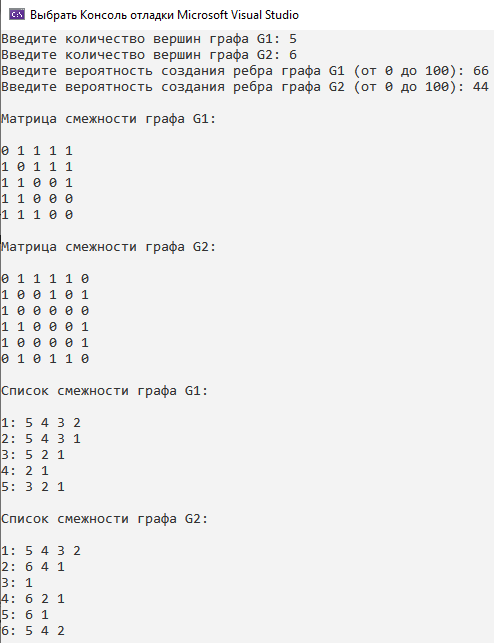 C:\ Выбрать Консоль отладки Microsoft Visual Studio
Введите количество вершин графа G1: 5
Введите количество вершин графа G2: 6
Введите вероятность создания ребра графа G1 (от 0 до 100): 66
Введите вероятность создания ребра графа G2 (от 0 до 100): 44
Матрица смежности графа G1:
0 1 1 1 1
1 0 1 1 1
1 1 0 0 1
1 1 0 0 0
1 1 1 0 0
Матрица смежности графа G2:
0 1 1 1 1 0
1 0 0 1 0 1
1 0 0 0 0 0
1 1 0 0 0 1
1 0 0 0 0 1
0 1 0 1 1 0
Список смежности графа G1:
1: 5 4 3 2
2: 5 4 3 1
3: 5 2 1
4: 2 1
5: 3 2 1
Список смежности графа G2:
1: 5 4 3 2
2: 6 4 1
3: 1
4: 6 2 1
5: 6 1
6: 5 4 2